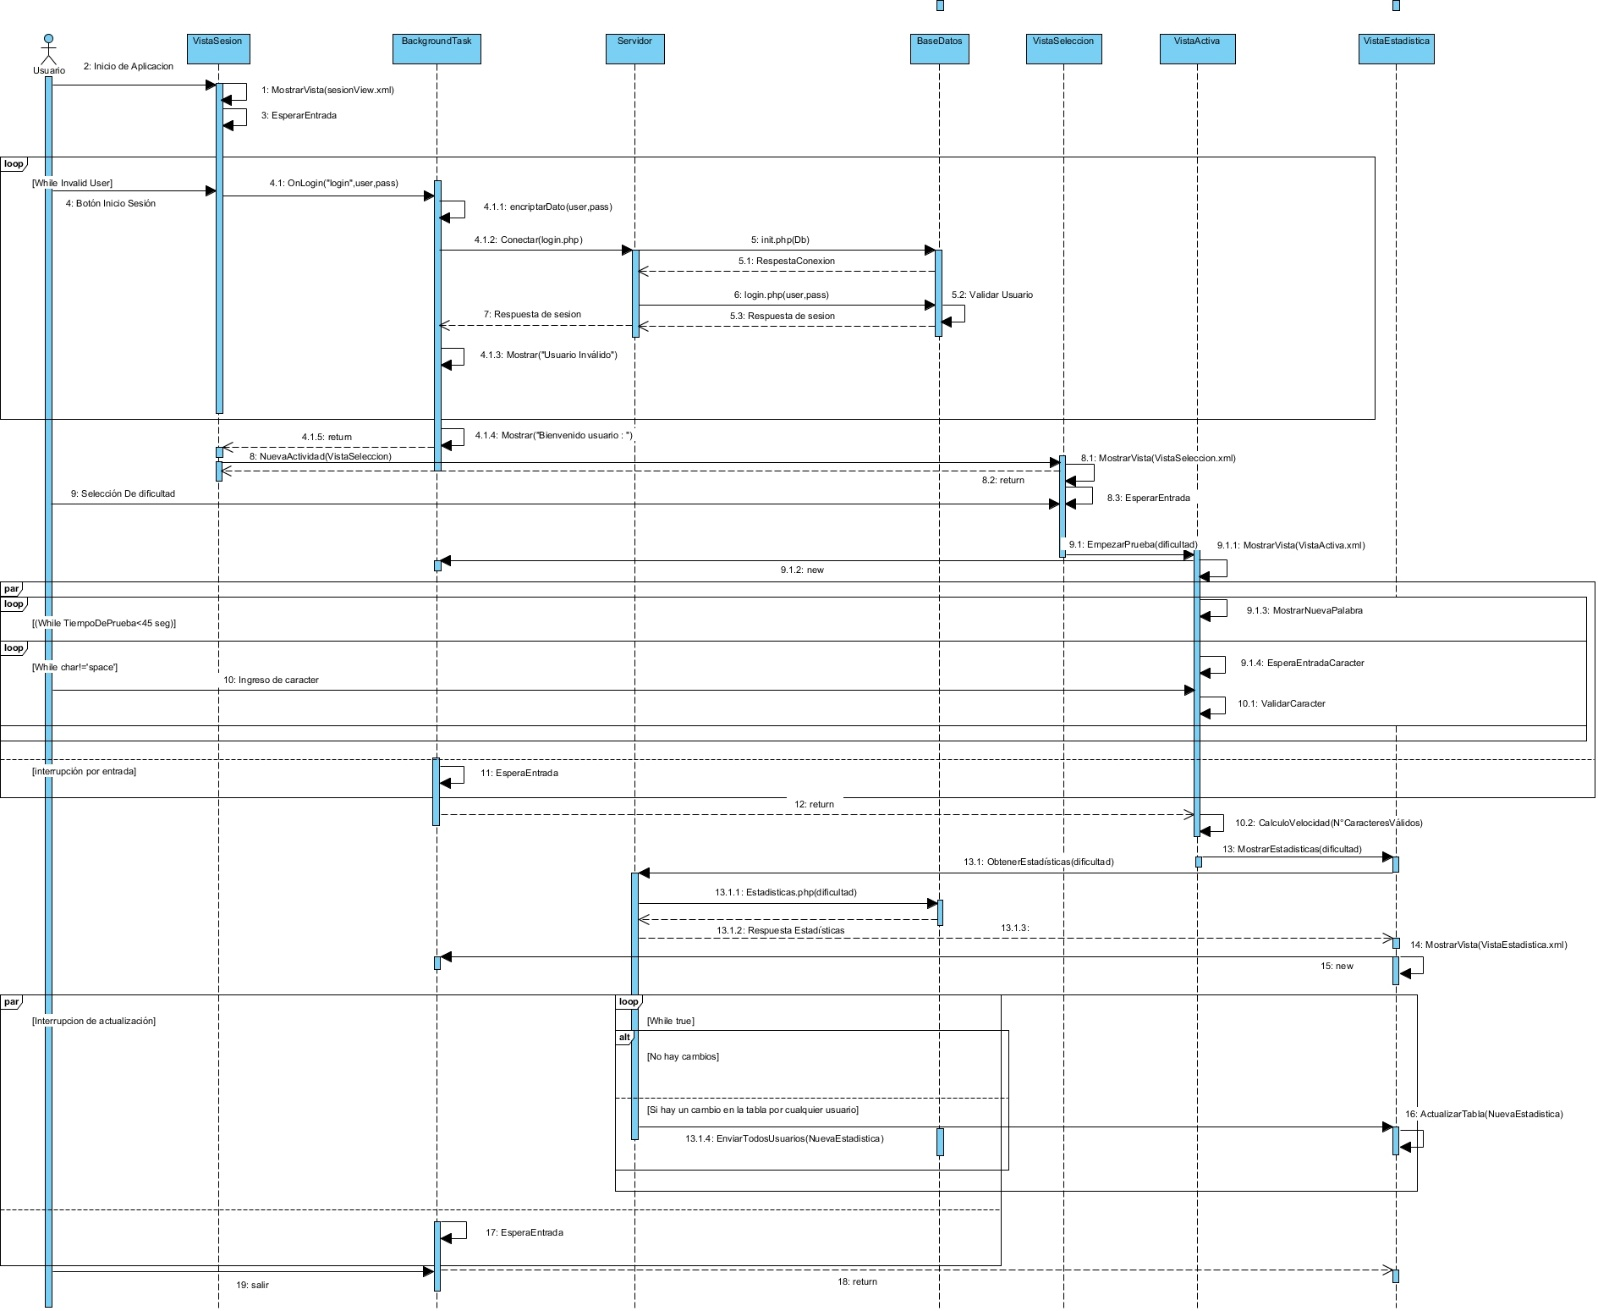 VistaSesion
BackgroundTask
Servidor
BaseDatos
VistaSeleccion
VistaActiva
VistaEstadistica
Usuario
2: Inicio de Aplicacion
1: MostrarVista(sesionView.xml)
3: EsperarEntrada
loop
[While Invalid User]
4.1: OnLogin("login",user,pass)
4: Botón Inicio Sesión
4.1.1: encriptarDato(user,pass)
4.1.2: Conectar(login.php)
5: init.php(Db)
5.1: RespestaConexion
6: login.php(user,pass)
5.2: Validar Usuario
7: Respuesta de sesion
5.3: Respuesta de sesion
4.1.3: Mostrar("Usuario Inválido")
4.1.5: return
4.1.4: Mostrar("Bienvenido usuario : ")
8: NuevaActividad(VistaSeleccion)
8.1: MostrarVista(VistaSeleccion.xml)
8.2: return
9: Selección De dificultad
8.3: EsperarEntrada
9.1: EmpezarPrueba(dificultad)
9.1.1: MostrarVista(VistaActiva.xml)
9.1.2: new
par
loop
9.1.3: MostrarNuevaPalabra
[(While TiempoDePrueba<45 seg)]
loop
[While char!='space']
9.1.4: EsperaEntradaCaracter
10: Ingreso de caracter
10.1: ValidarCaracter
[interrupción por entrada]
11: EsperaEntrada
12: return
10.2: CalculoVelocidad(N°CaracteresVálidos)
13: MostrarEstadisticas(dificultad)
13.1: ObtenerEstadísticas(dificultad)
13.1.1: Estadisticas.php(dificultad)
13.1.2: Respuesta Estadísticas
13.1.3:
14: MostrarVista(VistaEstadistica.xml)
15: new
par
loop
[Interrupcion de actualización]
[While true]
alt
[No hay cambios]
[Si hay un cambio en la tabla por cualquier usuario]
16: ActualizarTabla(NuevaEstadistica)
13.1.4: EnviarTodosUsuarios(NuevaEstadistica)
17: EsperaEntrada
19: salir
18: return